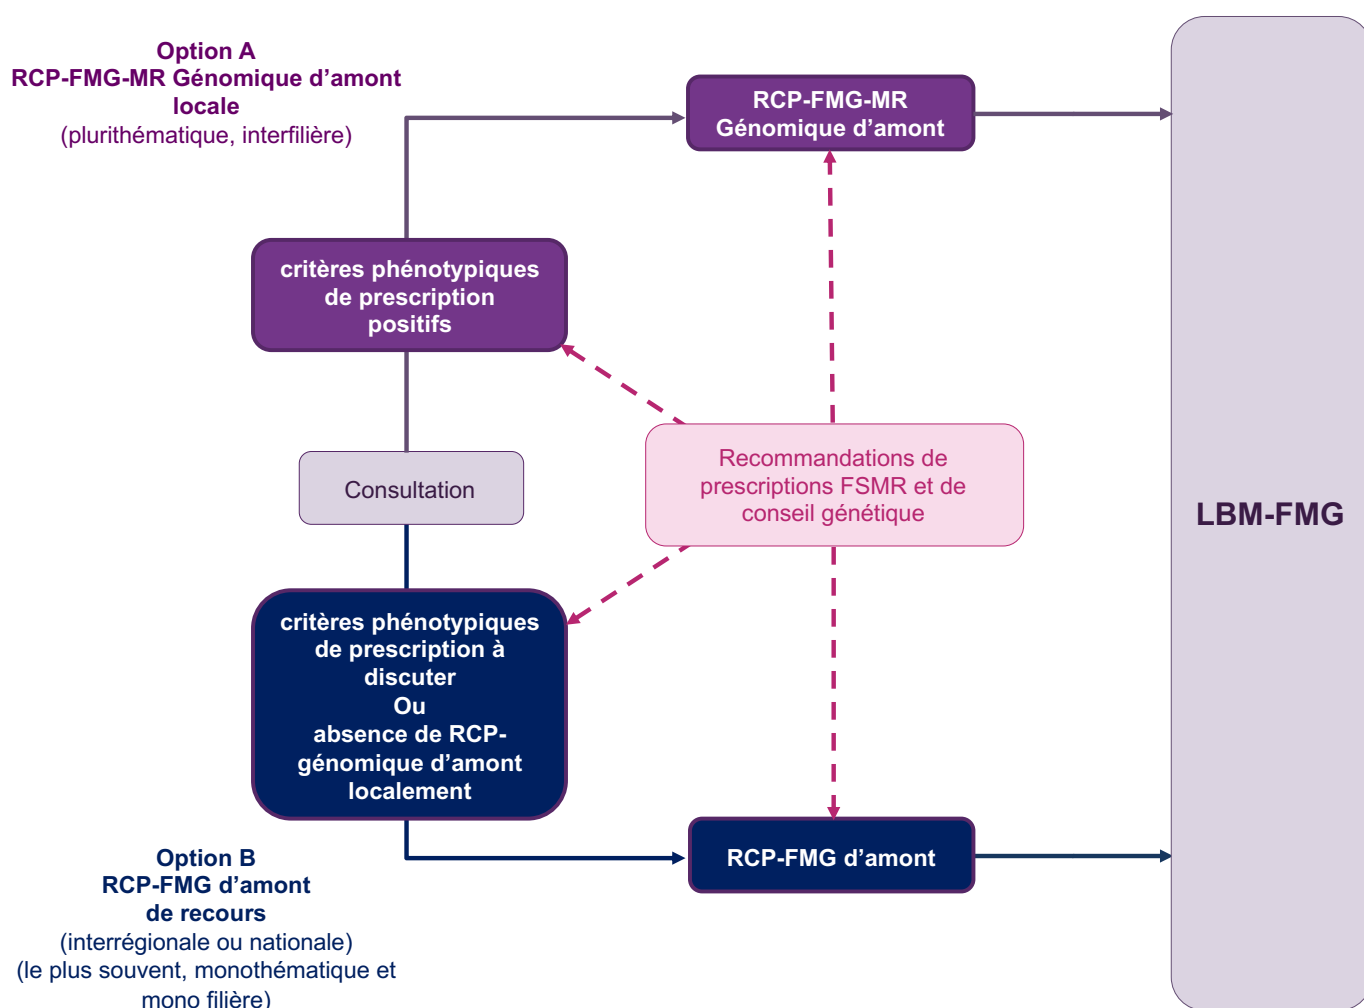 Option A
RCP-FMG-MR Génomique d’amont
locale
(plurithématique, interfilière)
RCP-FMG-MR
Génomique d’amont
critères phénotypiques
de prescription
positifs
Consultation
Recommandations de
prescriptions FSMR et de
conseil génétique
LBM-FMG
critères phénotypiques
de prescription à
discuter
Ou
absence de RCP-
génomique d’amont
localement
RCP-FMG d’amont
Option B
RCP-FMG d’amont
de recours
(interrégionale ou nationale)
(le plus souvent, monothématique et
mono filière)